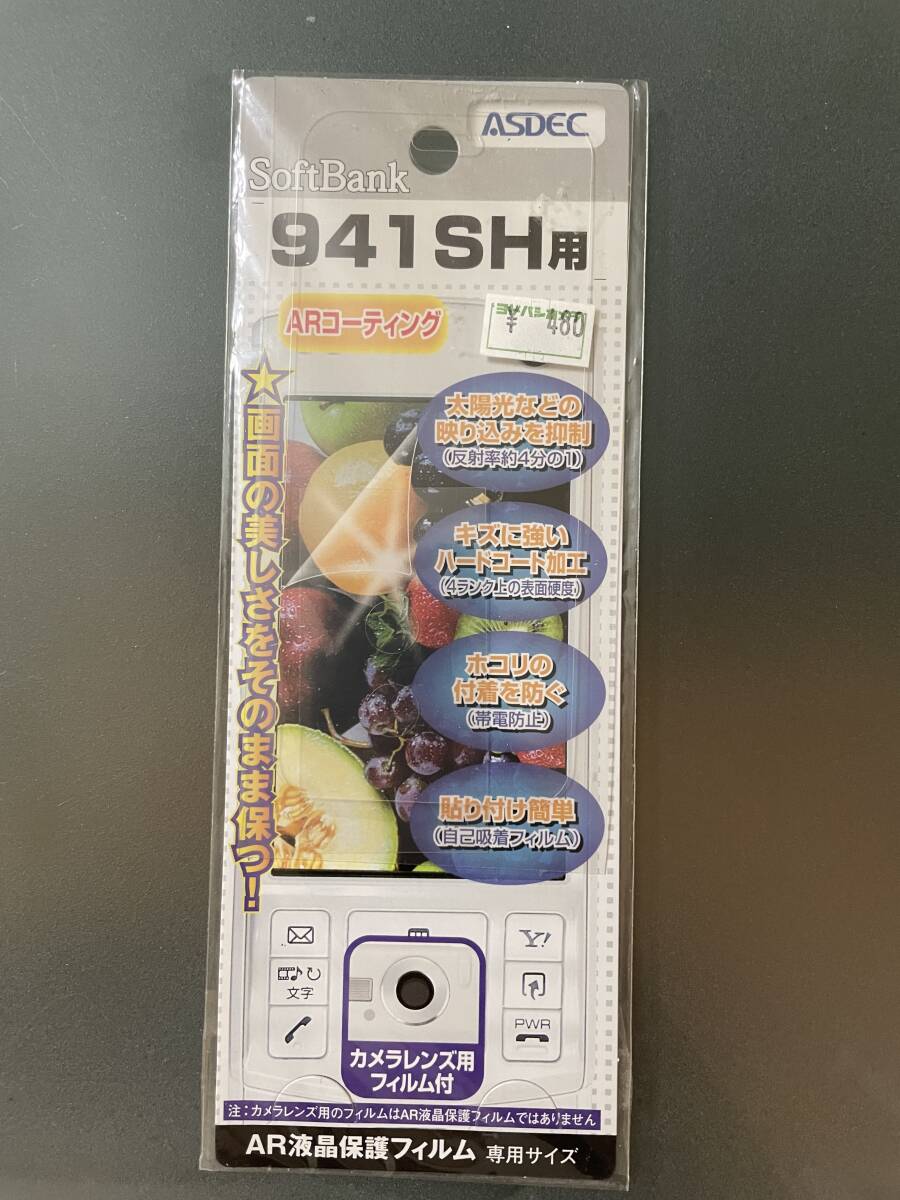 ASDEC
SoftBank
941SH用
ARコーティング
ヨドバシカメラ
¥ 480
★画面の美しさをそのまま保つ!
太陽光などの
映り込みを抑制
(反射率約4分の1)
キズに強い
ハードコート加工
(4ランク上の表面硬度)
ホコリの
付着を防ぐ
(帯電防止)
貼り付け簡単
(自己吸着フィルム)
Y!
文字
PWR
カメラレンズ用
フィルム付
注:カメラレンズ用のフィルムはAR液晶保護フィルムではありません
AR液晶保護フィルム 専用サイズ